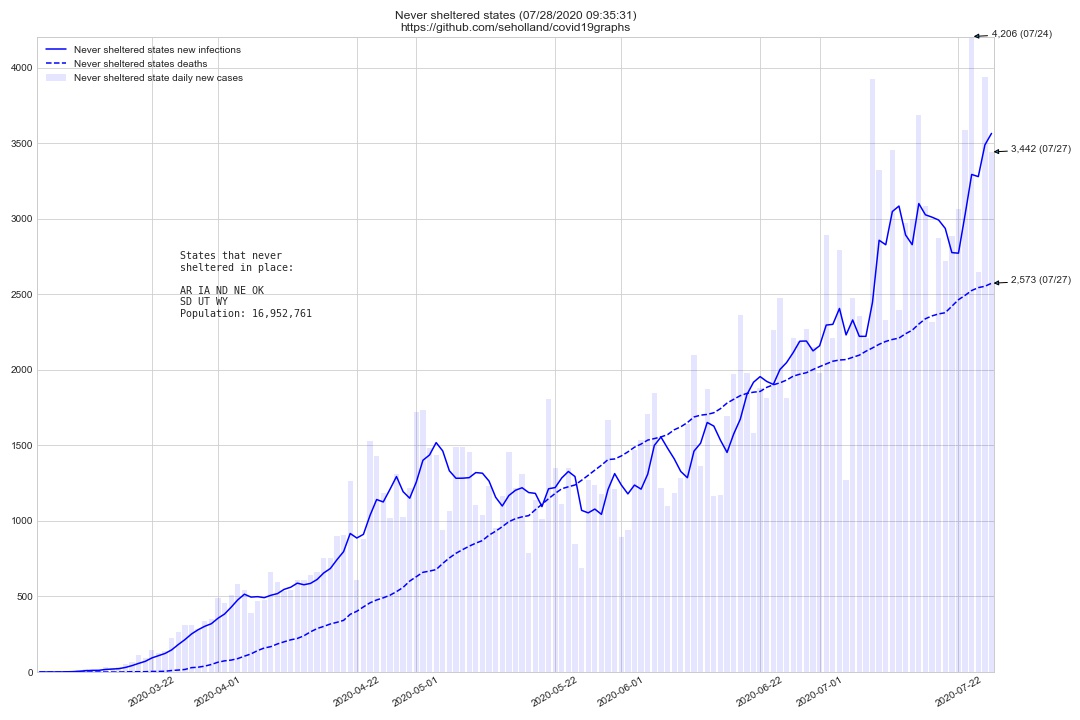 Never sheltered states (07/28/2020 09:35:31)
https://github.com/seholland/covid19graphs
4,206 (07/24)
Never sheltered states new infections
Never sheltered states deaths
Never sheltered state daily new cases
4000
3500
3,442 (07/27)
3000
States that never
sheltered in place:
AR IA ND NE OK
SD UT WY
Population: 16,952,761
2,573 (07/27)
2500
2000
1500
1000
500
0
2020-03-22
2020-04-01
2020-04-22
2020-05-01
2020-05-22
2020-06-01
2020-06-22
2020-07-01
2020-07-22